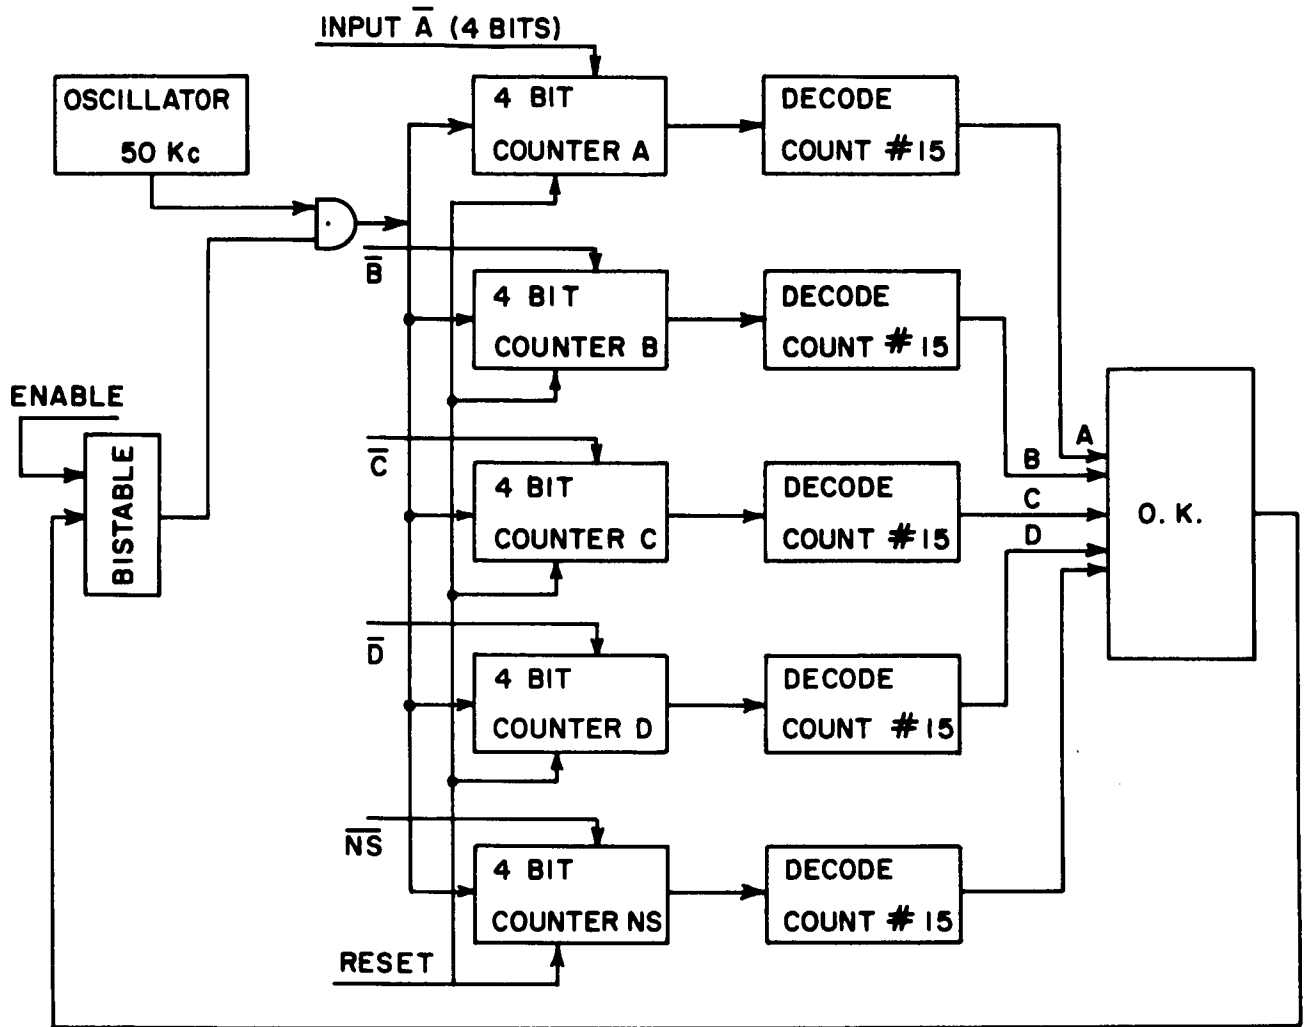 INPUT A̅ (4 BITS)
OSCILLATOR
50 Kc
4 BIT
COUNTER A
DECODE
COUNT #15
B̅
4 BIT
COUNTER B
DECODE
COUNT #15
ENABLE
BISTABLE
C̅
4 BIT
COUNTER C
DECODE
COUNT #15
A
B
C
D
O. K.
D̅
4 BIT
COUNTER D
DECODE
COUNT #15
N̅S̅
4 BIT
COUNTER NS
DECODE
COUNT #15
RESET